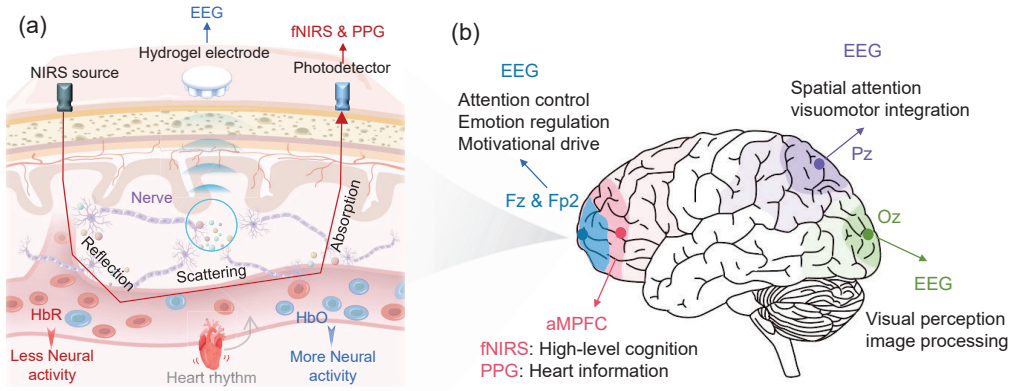 (a)
EEG
fNIRS & PPG
Hydrogel electrode
NIRS source
Photodetector
Nerve
Reflection
Scattering
Absorption
HbR
HbO
Less Neural
activity
Heart rhythm
More Neural
activity
(b)
EEG
Attention control
Emotion regulation
Motivational drive
Fz & Fp2
EEG
Spatial attention
visuomotor integration
Pz
Oz
EEG
Visual perception
image processing
aMPFC
fNIRS: High-level cognition
PPG: Heart information